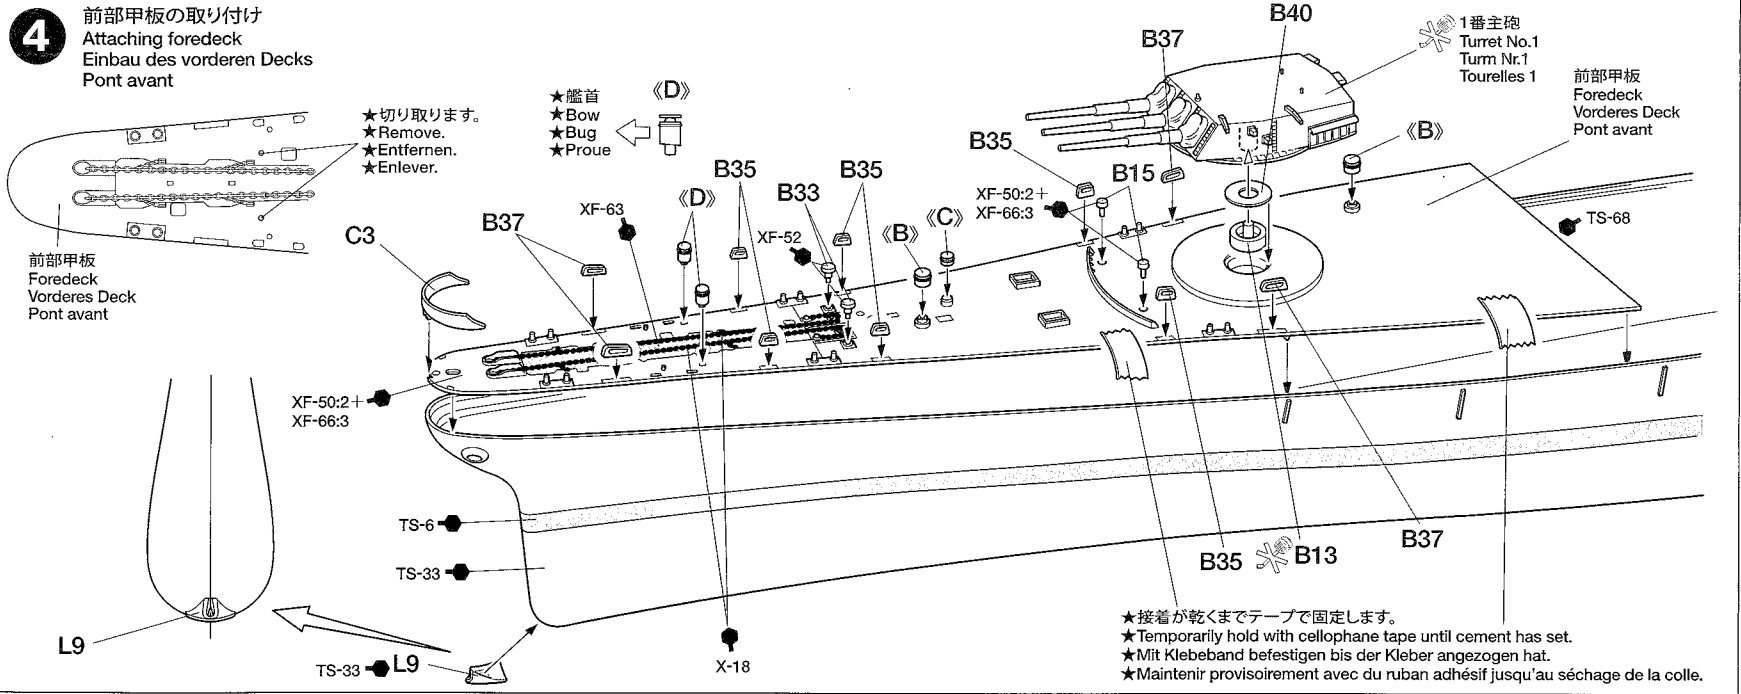 4
前部甲板の取り付け
Attaching foredeck
Einbau des vorderen Decks
Pont avant
★切り取ります。
★Remove.
★Entfernen.
★Enlever.
前部甲板
Foredeck
Vorderes Deck
Pont avant
★艦首
★Bow
★Bug
★Proue
《D》
C3
B37
XF-63
《D》
B35
B33
XF-52
B35
《B》
《C》
B35
XF-50:2+
XF-66:3
B15
B37
B40
1番主砲
Turret No.1
Turm Nr.1
Tourelles 1
前部甲板
Foredeck
Vorderes Deck
Pont avant
《B》
TS-68
XF-50:2+
XF-66:3
TS-6
TS-33
L9
TS-33
L9
X-18
B35
B13
B37
★接着が乾くまでテープで固定します。
★Temporarily hold with cellophane tape until cement has set.
★Mit Klebeband befestigen bis der Kleber angezogen hat.
★Maintenir provisoirement avec du ruban adhésif jusqu'au séchage de la colle.